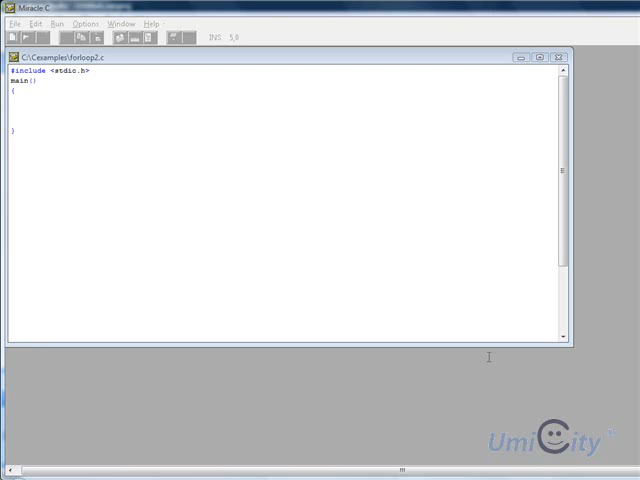 Miracle C
File Edit Run Options Window Help
INS 5,0
C:\Cexamples\forloop2.c
#include <stdio.h>
main()
{
}
UmiCity